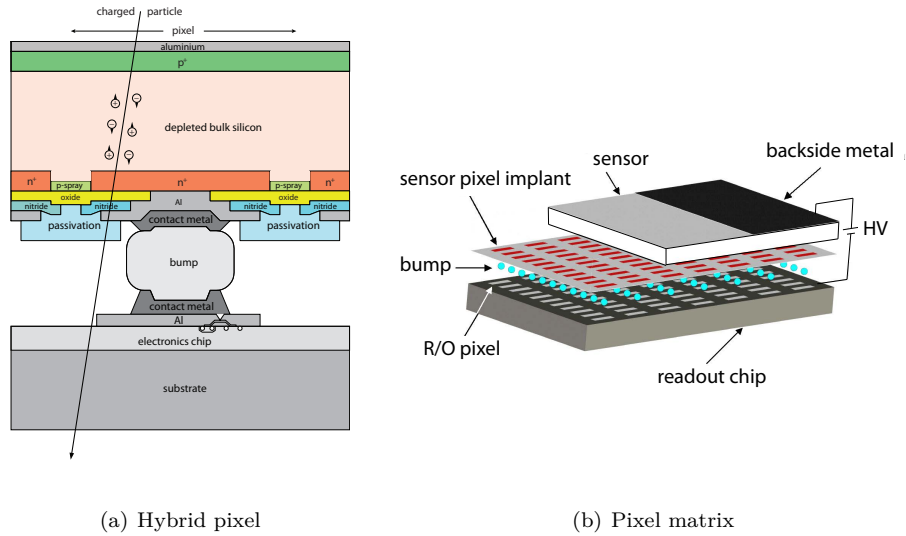 charged particle
pixel
aluminium
p+
depleted bulk silicon
n+ p-spray n+ p-spray n+
oxide oxide
nitride nitride Al nitride nitride
passivation contact metal passivation
bump
contact metal
Al
electronics chip
substrate
(a) Hybrid pixel
backside metal
sensor
sensor pixel implant
HV
bump
R/O pixel
readout chip
(b) Pixel matrix